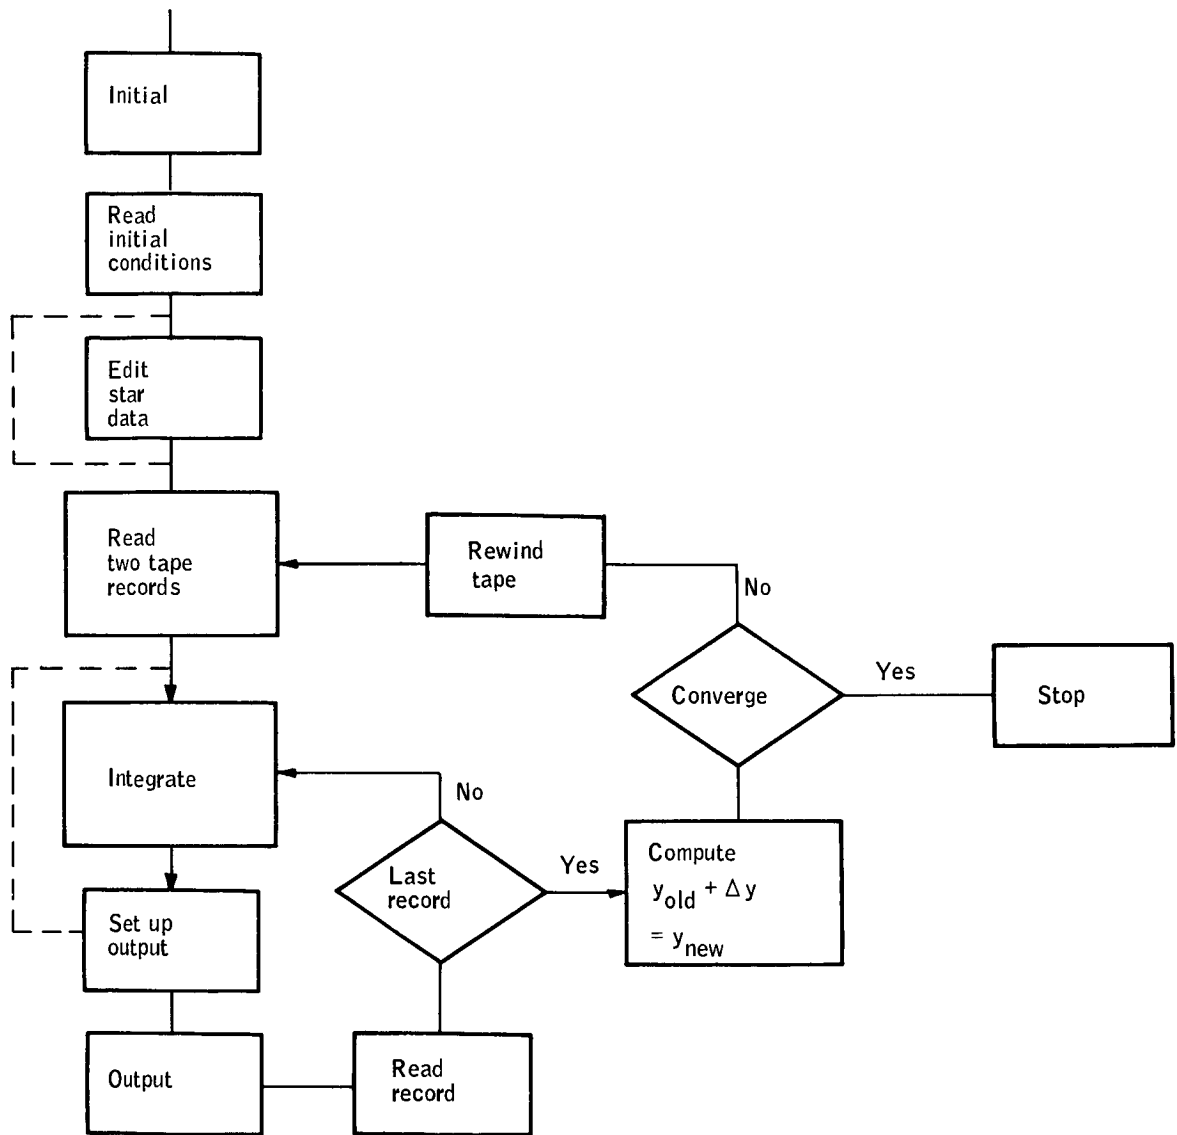 Initial
Read
initial
conditions
Edit
star
data
Read
two tape
records
Rewind
tape
No
Converge
Yes
Stop
Integrate
No
Last
record
Yes
Compute
y_old + Δy
= y_new
Set up
output
Output
Read
record